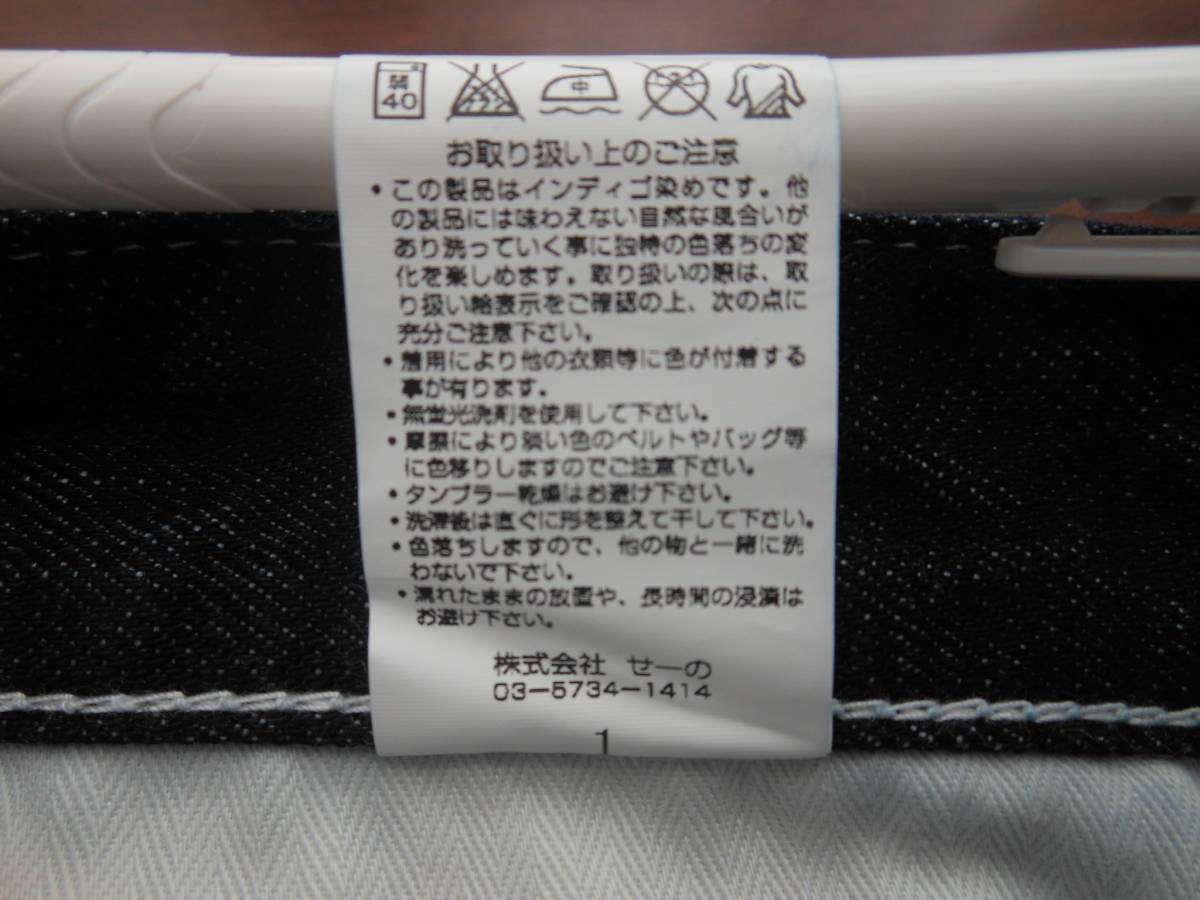 弱
40
中
お取り扱い上のご注意
・この製品はインディゴ染めです。他
の製品には味わえない自然な風合いが
あり洗っていく事に独特の色落ちの変
化を楽しめます。取り扱いの際は、取
り扱い絵表示をご確認の上、次の点に
充分ご注意下さい。
・着用により他の衣類等に色が付着する
事が有ります。
・無蛍光洗剤を使用して下さい。
・摩擦により淡い色のベルトやバッグ等
に色移りしますのでご注意下さい。
・タンブラー乾燥はお避け下さい。
・洗濯後は直ぐに形を整えて干して下さい。
・色落ちしますので、他の物と一緒に洗
わないで下さい。
・濡れたままの放置や、長時間の浸漬は
お避け下さい。
株式会社 せーの
03-5734-1414
1